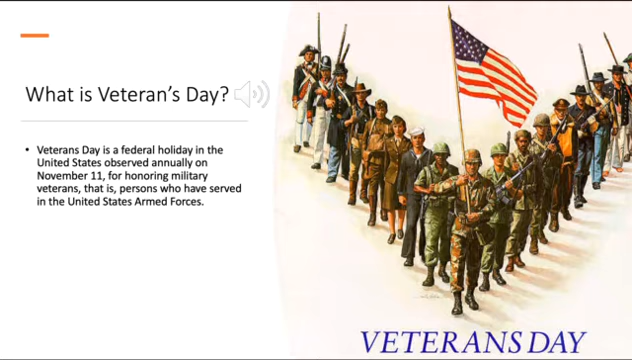 What is Veteran's Day?
• Veterans Day is a federal holiday in the
United States observed annually on
November 11, for honoring military
veterans, that is, persons who have served
in the United States Armed Forces.
VETERANS DAY